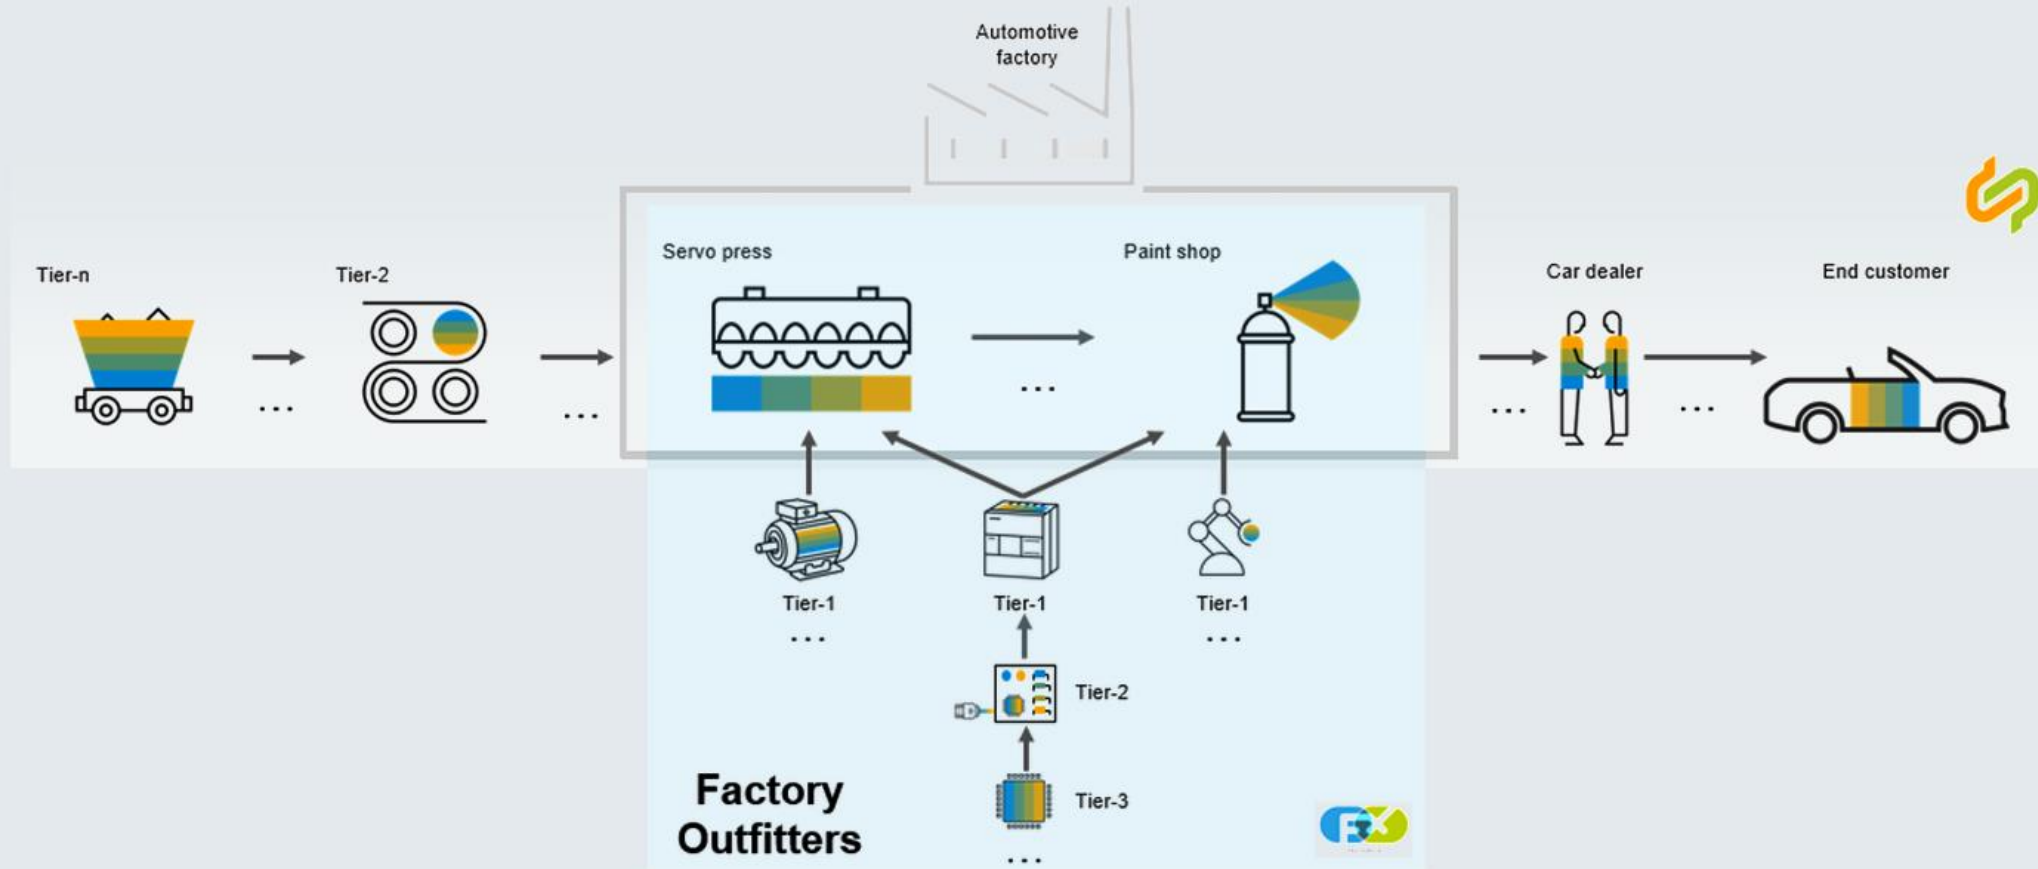 Automotive
factory
Servo press
Paint shop
Tier-n
Tier-2
Car dealer
End customer
...
...
...
...
...
Tier-1
Tier-1
Tier-1
...
...
Tier-2
Tier-3
Factory
Outfitters
...